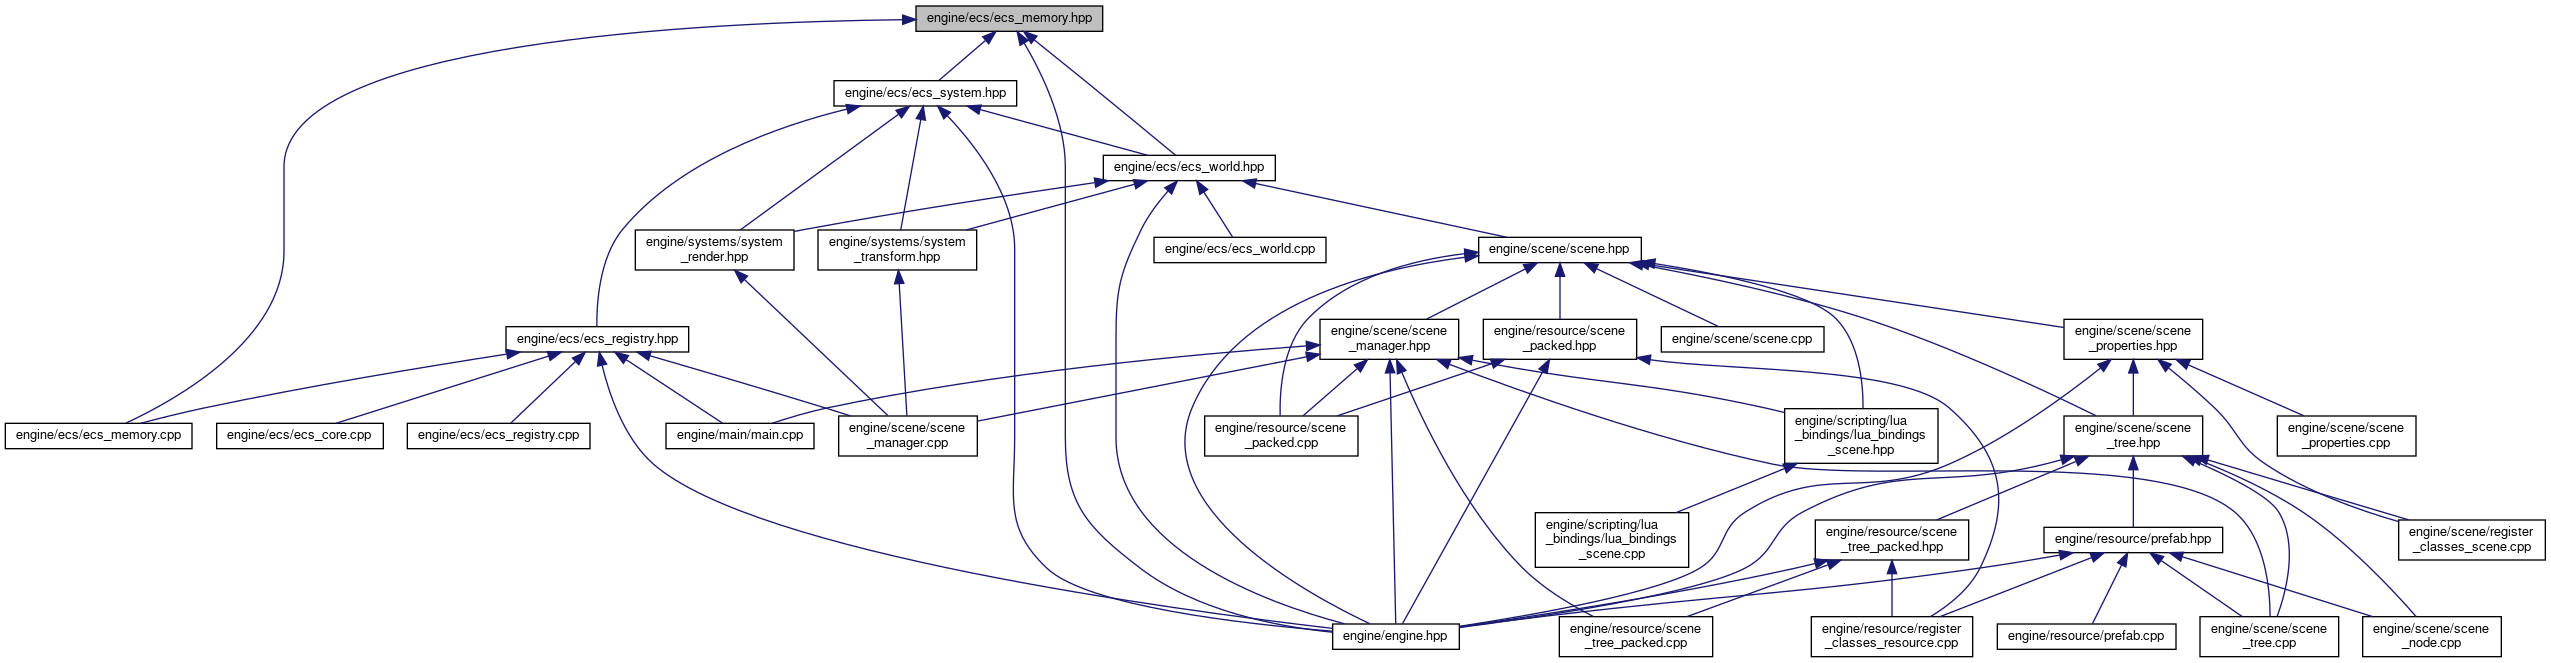 engine/ecs/ecs_memory.hpp
engine/ecs/ecs_system.hpp
engine/ecs/ecs_world.hpp
engine/systems/system
_render.hpp
engine/systems/system
_transform.hpp
engine/ecs/ecs_world.cpp
engine/scene/scene.hpp
engine/ecs/ecs_registry.hpp
engine/scene/scene
_manager.hpp
engine/resource/scene
_packed.hpp
engine/scene/scene.cpp
engine/scene/scene
_properties.hpp
engine/ecs/ecs_memory.cpp
engine/ecs/ecs_core.cpp
engine/ecs/ecs_registry.cpp
engine/main/main.cpp
engine/scene/scene
_manager.cpp
engine/resource/scene
_packed.cpp
engine/scripting/lua
_bindings/lua_bindings
_scene.hpp
engine/scene/scene
_tree.hpp
engine/scene/scene
_properties.cpp
engine/scripting/lua
_bindings/lua_bindings
_scene.cpp
engine/resource/scene
_tree_packed.hpp
engine/resource/prefab.hpp
engine/scene/register
_classes_scene.cpp
engine/engine.hpp
engine/resource/scene
_tree_packed.cpp
engine/resource/register
_classes_resource.cpp
engine/resource/prefab.cpp
engine/scene/scene
_tree.cpp
engine/scene/scene
_node.cpp